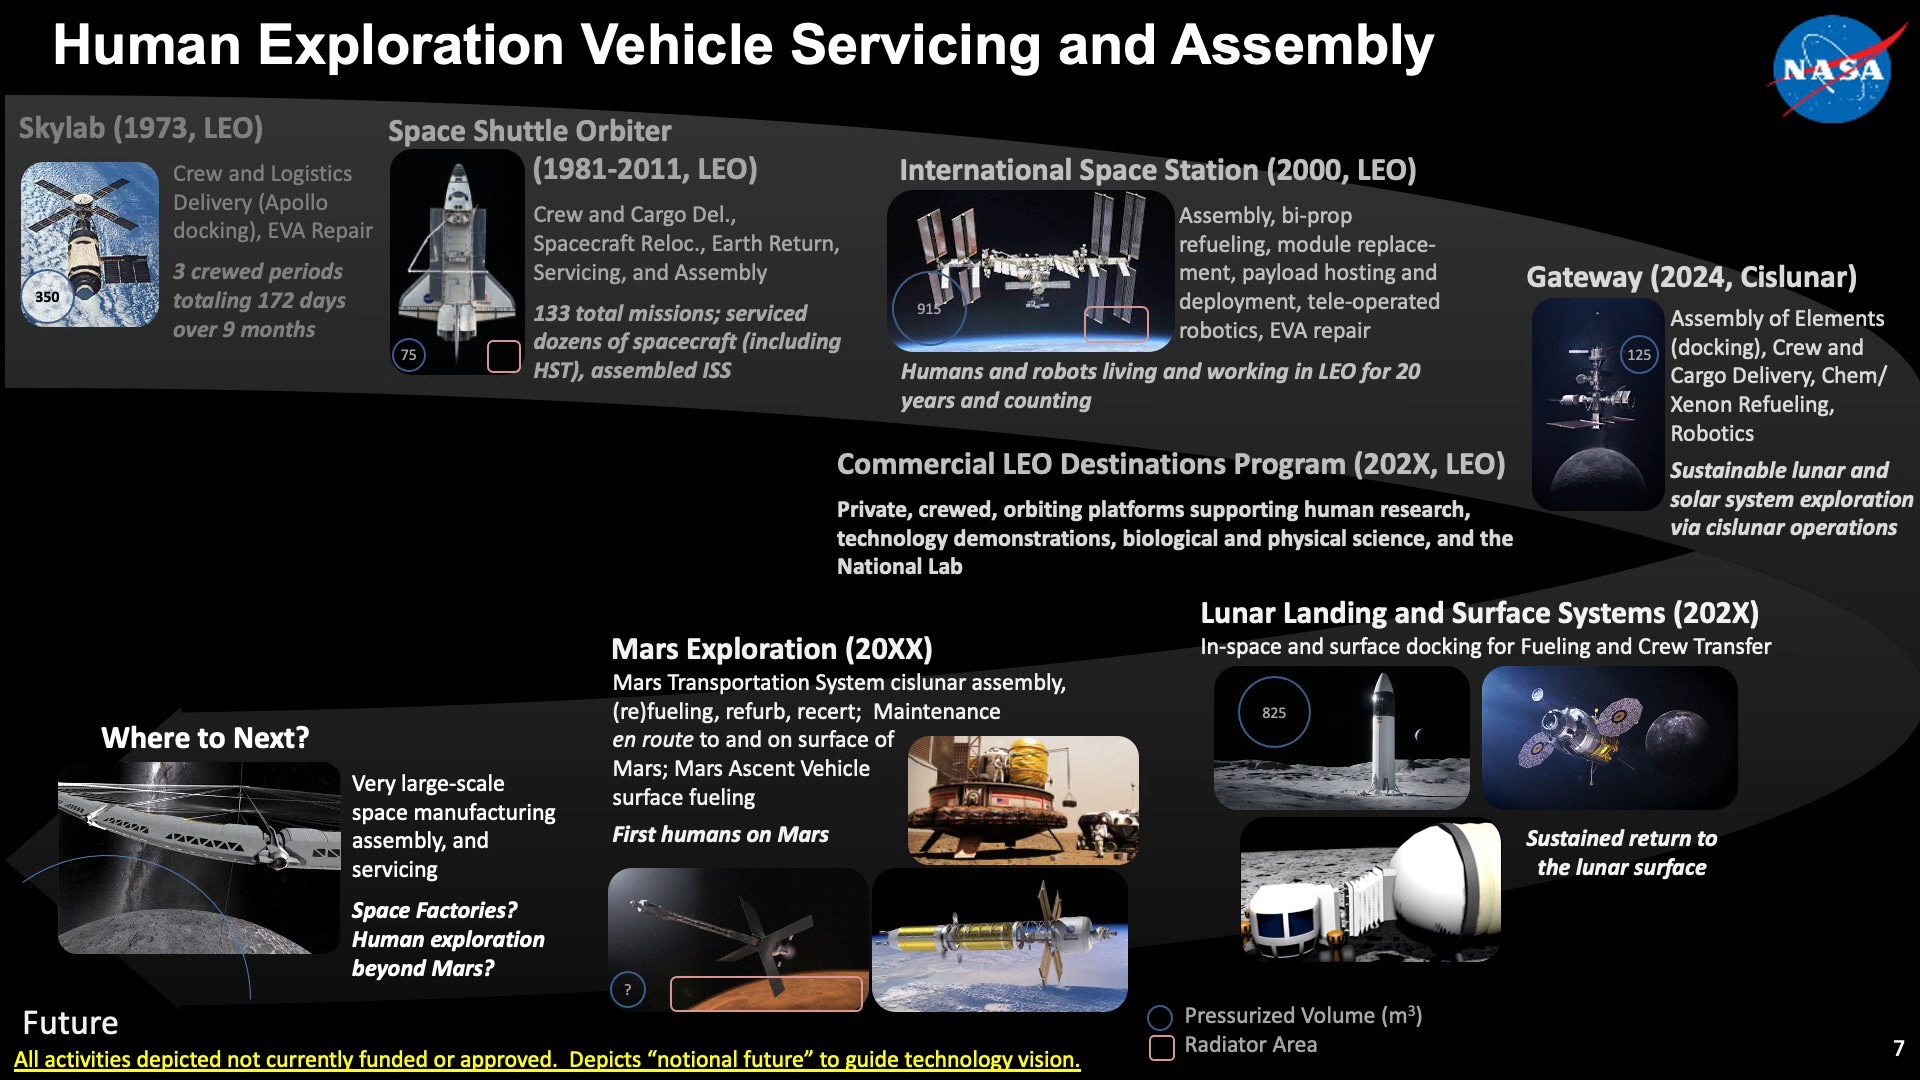 Human Exploration Vehicle Servicing and Assembly
NASA
Skylab (1973, LEO)
Crew and Logistics
Delivery (Apollo
docking), EVA Repair
3 crewed periods
totaling 172 days
over 9 months
350
Space Shuttle Orbiter
(1981-2011, LEO)
Crew and Cargo Del.,
Spacecraft Reloc., Earth Return,
Servicing, and Assembly
133 total missions; serviced
dozens of spacecraft (including
HST), assembled ISS
75
International Space Station (2000, LEO)
Assembly, bi-prop
refueling, module replace-
ment, payload hosting and
deployment, tele-operated
robotics, EVA repair
915
Humans and robots living and working in LEO for 20
years and counting
Gateway (2024, Cislunar)
125
Assembly of Elements
(docking), Crew and
Cargo Delivery, Chem/
Xenon Refueling,
Robotics
Sustainable lunar and
solar system exploration
via cislunar operations
Commercial LEO Destinations Program (202X, LEO)
Private, crewed, orbiting platforms supporting human research,
technology demonstrations, biological and physical science, and the
National Lab
Lunar Landing and Surface Systems (202X)
In-space and surface docking for Fueling and Crew Transfer
825
Sustained return to
the lunar surface
Mars Exploration (20XX)
Mars Transportation System cislunar assembly,
(re)fueling, refurb, recert;  Maintenance
en route to and on surface of
Mars; Mars Ascent Vehicle
surface fueling
First humans on Mars
?
Where to Next?
Very large-scale
space manufacturing
assembly, and
servicing
Space Factories?
Human exploration
beyond Mars?
Future
All activities depicted not currently funded or approved.  Depicts “notional future” to guide technology vision.
Pressurized Volume (m³)
Radiator Area
7